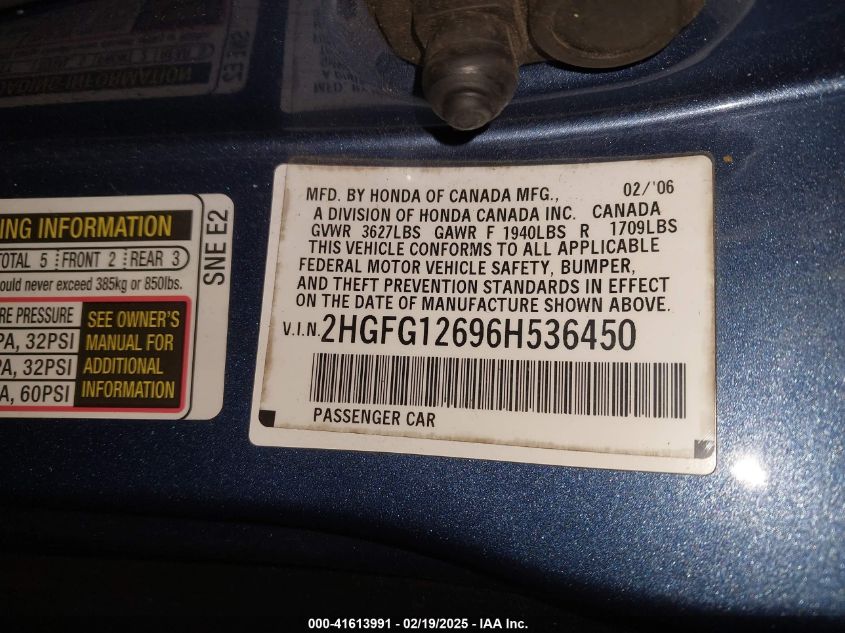 MFD. BY HONDA OF CANADA MFG., 02/'06
A DIVISION OF HONDA CANADA INC. CANADA
GVWR 3627LBS GAWR F 1940LBS R 1709LBS
THIS VEHICLE CONFORMS TO ALL APPLICABLE
FEDERAL MOTOR VEHICLE SAFETY, BUMPER,
AND THEFT PREVENTION STANDARDS IN EFFECT
ON THE DATE OF MANUFACTURE SHOWN ABOVE.
V.I.N. 2HGFG12696H536450
PASSENGER CAR
ING INFORMATION
TOTAL 5 FRONT 2 REAR 3
ould never exceed 385kg or 850lbs.
RE PRESSURE
PA, 32PSI
PA, 32PSI
A, 60PSI
SEE OWNER'S
MANUAL FOR
ADDITIONAL
INFORMATION
SNE E2
000-41613991 - 02/19/2025 - IAA Inc.